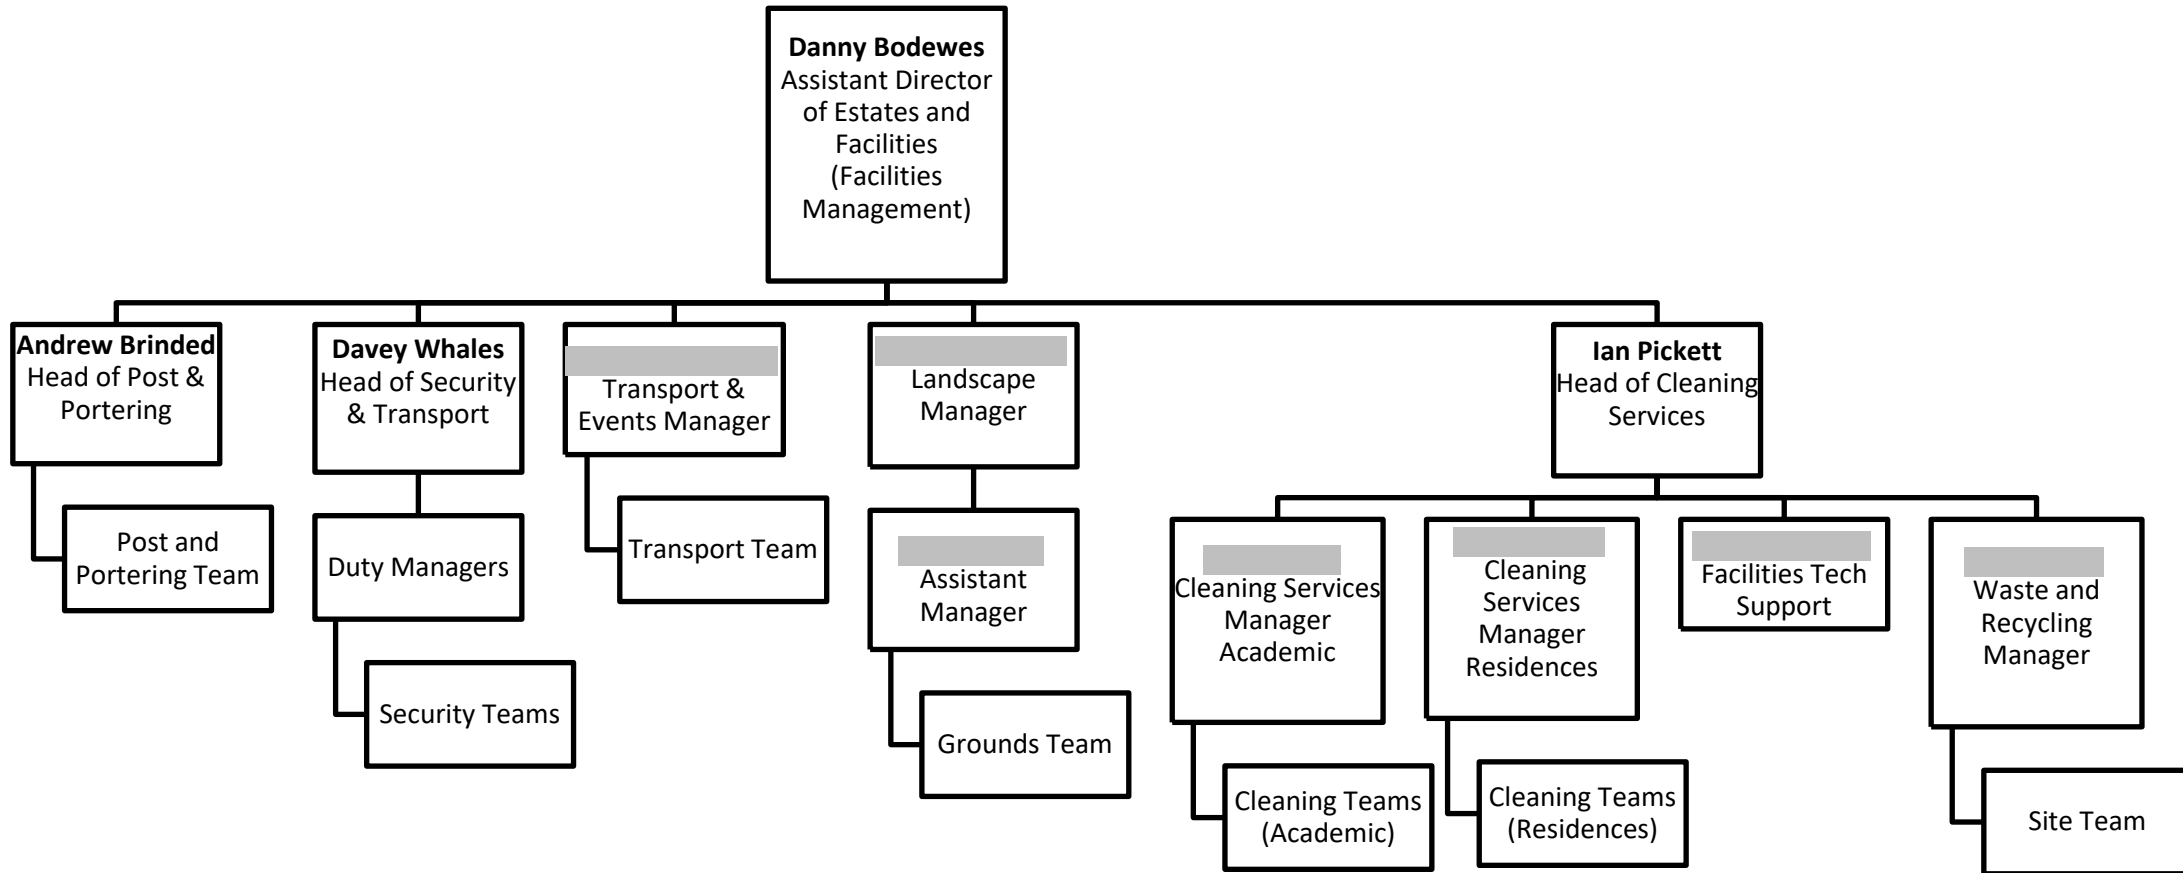 Danny Bodewes
Assistant Director
of Estates and
Facilities
(Facilities
Management)
Andrew Brinded
Head of Post &
Portering
Davey Whales
Head of Security
& Transport
Transport &
Events Manager
Landscape
Manager
Ian Pickett
Head of Cleaning
Services
Post and
Portering Team
Duty Managers
Security Teams
Transport Team
Assistant
Manager
Grounds Team
Cleaning Services
Manager
Academic
Cleaning
Services
Manager
Residences
Facilities Tech
Support
Waste and
Recycling
Manager
Cleaning Teams
(Academic)
Cleaning Teams
(Residences)
Site Team